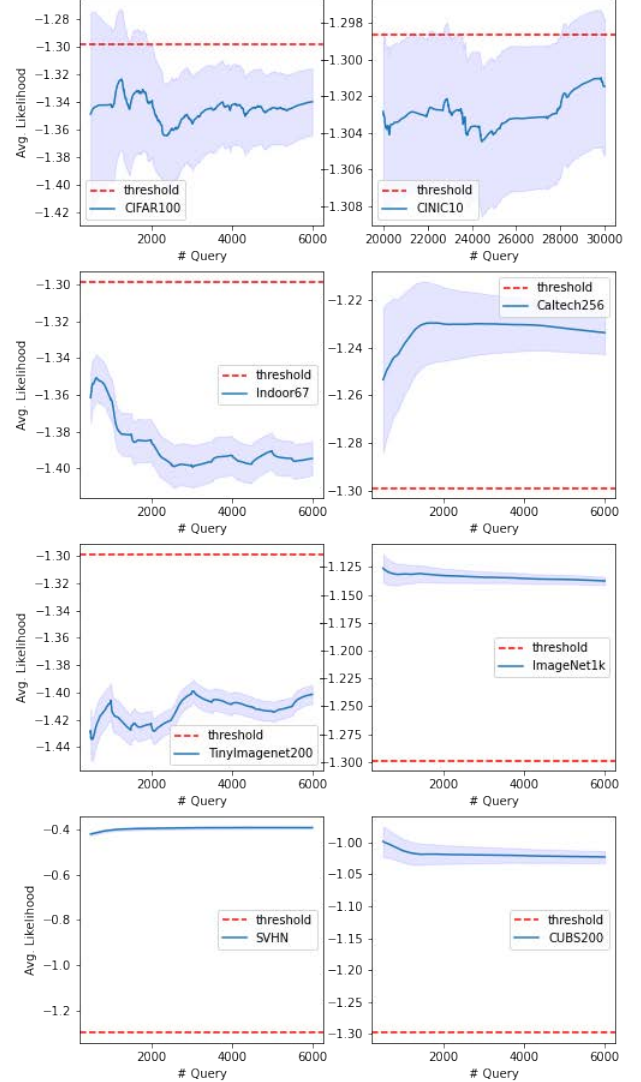 −1.28
−1.30
−1.32
−1.34
−1.36
−1.38
−1.40
−1.42
Avg. Likelihood
threshold
CIFAR100
2000 4000 6000
# Query
−1.298
−1.300
−1.302
−1.304
−1.306
−1.308
threshold
CINIC10
20000 22000 24000 26000 28000 30000
# Query
−1.30
−1.32
−1.34
−1.36
−1.38
−1.40
Avg. Likelihood
threshold
Indoor67
2000 4000 6000
# Query
−1.22
−1.24
−1.26
−1.28
−1.30
threshold
Caltech256
2000 4000 6000
# Query
−1.30
−1.32
−1.34
−1.36
−1.38
−1.40
−1.42
−1.44
Avg. Likelihood
threshold
TinyImagenet200
2000 4000 6000
# Query
−1.125
−1.150
−1.175
−1.200
−1.225
−1.250
−1.275
−1.300
threshold
ImageNet1k
2000 4000 6000
# Query
−0.4
−0.6
−0.8
−1.0
−1.2
Avg. Likelihood
threshold
SVHN
2000 4000 6000
# Query
−1.00
−1.05
−1.10
−1.15
−1.20
−1.25
−1.30
threshold
CUBS200
2000 4000 6000
# Query